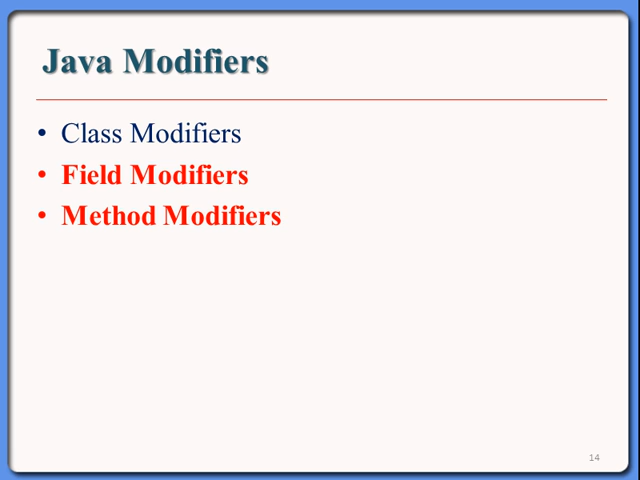 Java Modifiers
• Class Modifiers
• Field Modifiers
• Method Modifiers
14